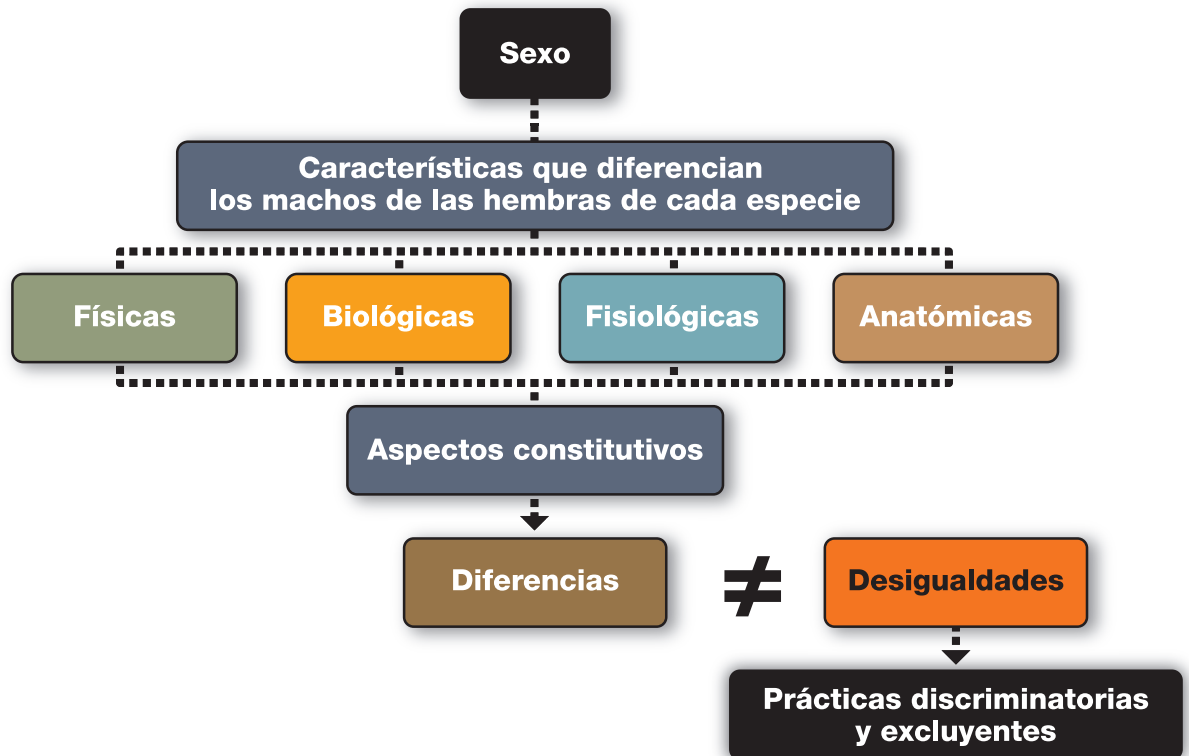 Sexo
Características que diferencian
los machos de las hembras de cada especie
Físicas
Biológicas
Fisiológicas
Anatómicas
Aspectos constitutivos
Diferencias
≠
Desigualdades
Prácticas discriminatorias
y excluyentes